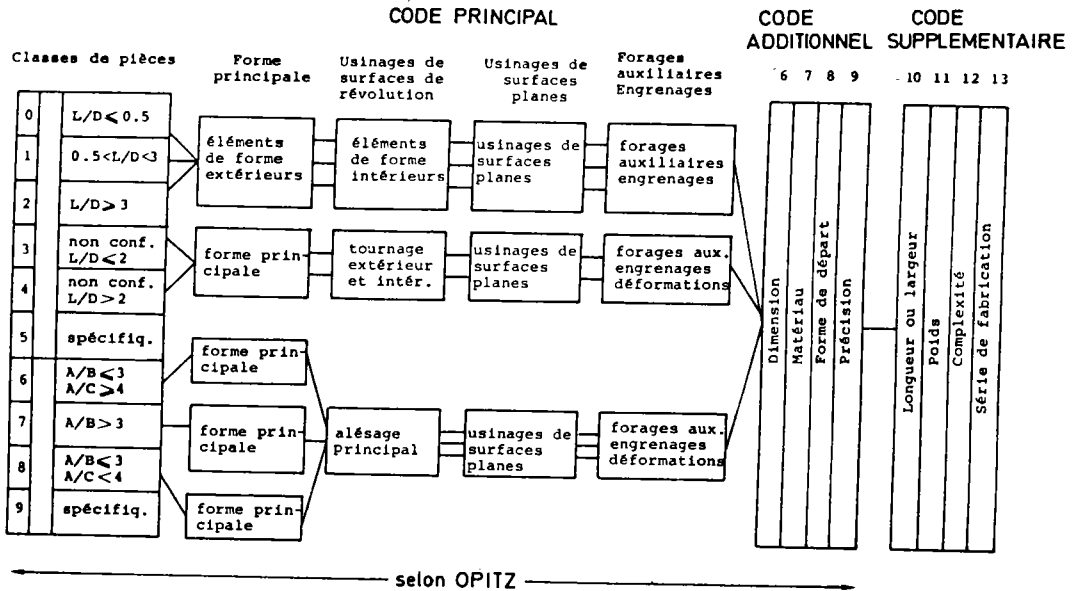 CODE PRINCIPAL
CODE
ADDITIONNEL
CODE
SUPPLEMENTAIRE
Classes de pièces
Forme
principale
Usinages de
surfaces de
révolution
Usinages de
surfaces
planes
Forages
auxiliaires
Engrenages
6 7 8 9
10 11 12 13
0
L/D⩽0.5
1
0.5<L/D<3
2
L/D⩾3
3
non conf.
L/D⩽2
4
non conf.
L/D>2
5
spécifiq.
6
A/B⩽3
A/C⩾4
7
A/B>3
8
A/B⩽3
A/C<4
9
spécifiq.
éléments
de forme
extérieurs
éléments
de forme
intérieurs
usinages de
surfaces
planes
forages
auxiliaires
engrenages
forme prin-
cipale
tournage
extérieur
et intér.
usinages de
surfaces
planes
forages aux.
engrenages
déformations
forme prin-
cipale
forme prin-
cipale
forme prin-
cipale
alésage
principal
usinages de
surfaces
planes
forages aux.
engrenages
déformations
Dimension
Matériau
Forme de départ
Précision
Longueur ou largeur
Poids
Complexité
Série de fabrication
selon OPITZ